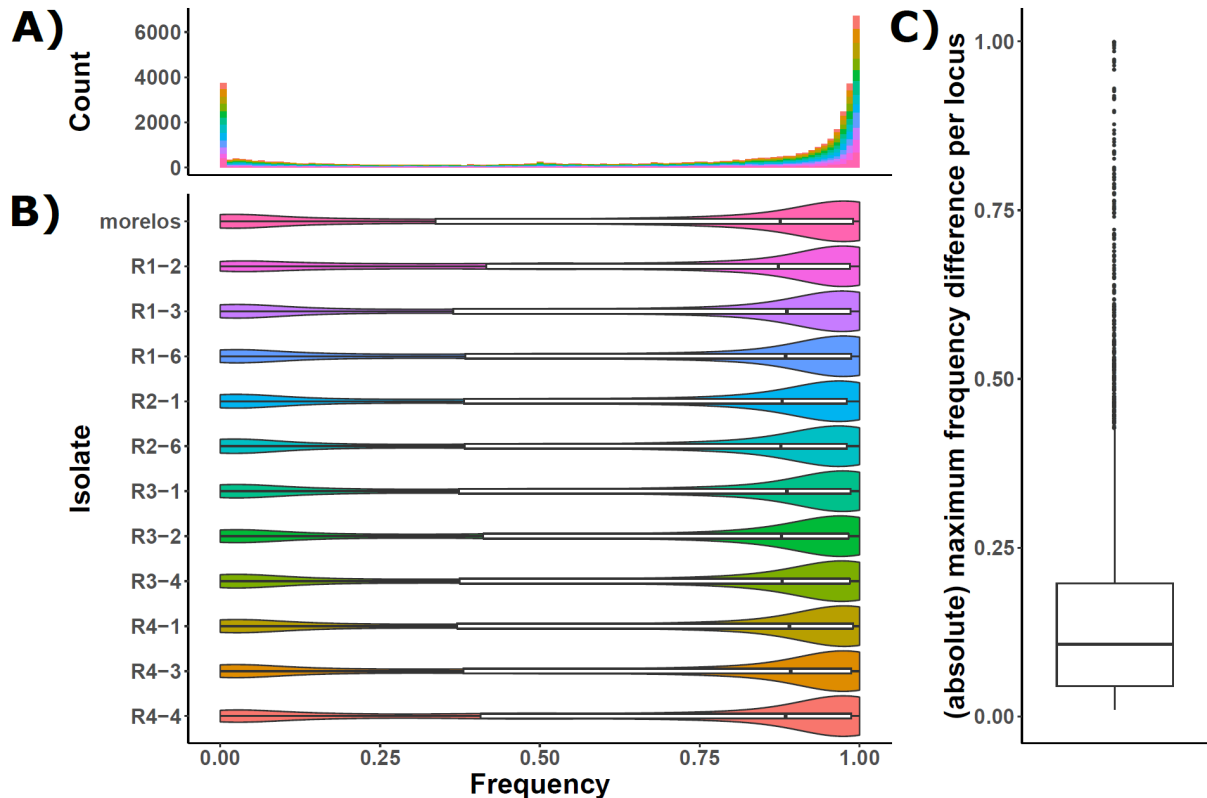 A)
Count
6000
4000
2000
0
B)
Isolate
morelos
R1-2
R1-3
R1-6
R2-1
R2-6
R3-1
R3-2
R3-4
R4-1
R4-3
R4-4
0.00 0.25 0.50 0.75 1.00
Frequency
C)
(absolute) maximum frequency difference per locus
1.00
0.75
0.50
0.25
0.00